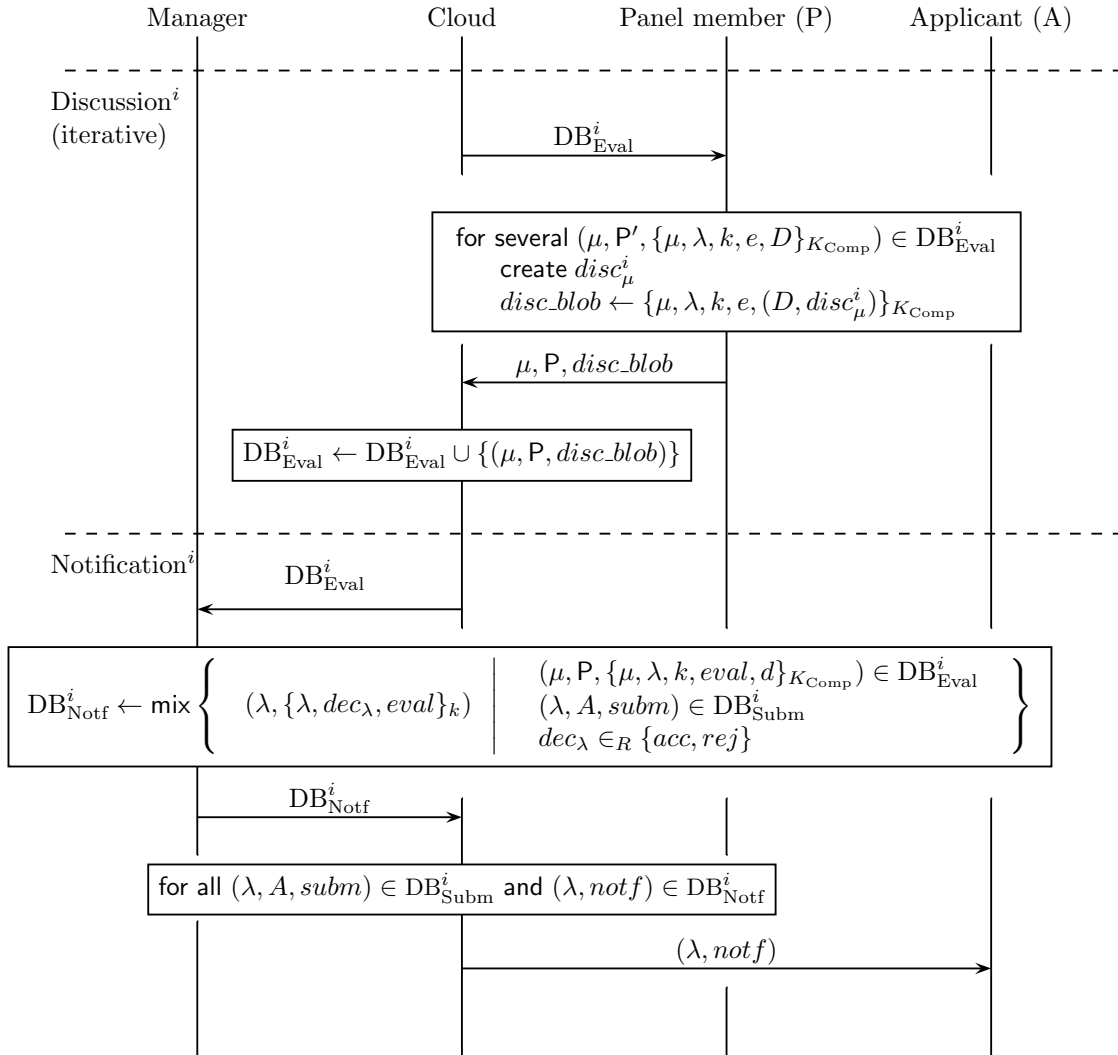 Manager Cloud Panel member (P) Applicant (A)
Discussion^i
(iterative)
DB^i_Eval
for several (μ, P′, {μ, λ, k, e, D}_{K_Comp}) ∈ DB^i_Eval
create disc^i_μ
disc_blob ← {μ, λ, k, e, (D, disc^i_μ)}_{K_Comp}
μ, P, disc_blob
DB^i_Eval ← DB^i_Eval ∪ {(μ, P, disc_blob)}
Notification^i
DB^i_Eval
(μ, P, {μ, λ, k, eval, d}_{K_Comp}) ∈ DB^i_Eval
DB^i_Notf ← mix { (λ, {λ, dec_λ, eval}_k) | (λ, A, subm) ∈ DB^i_Subm }
dec_λ ∈_R {acc, rej}
DB^i_Notf
for all (λ, A, subm) ∈ DB^i_Subm and (λ, notf) ∈ DB^i_Notf
(λ, notf)